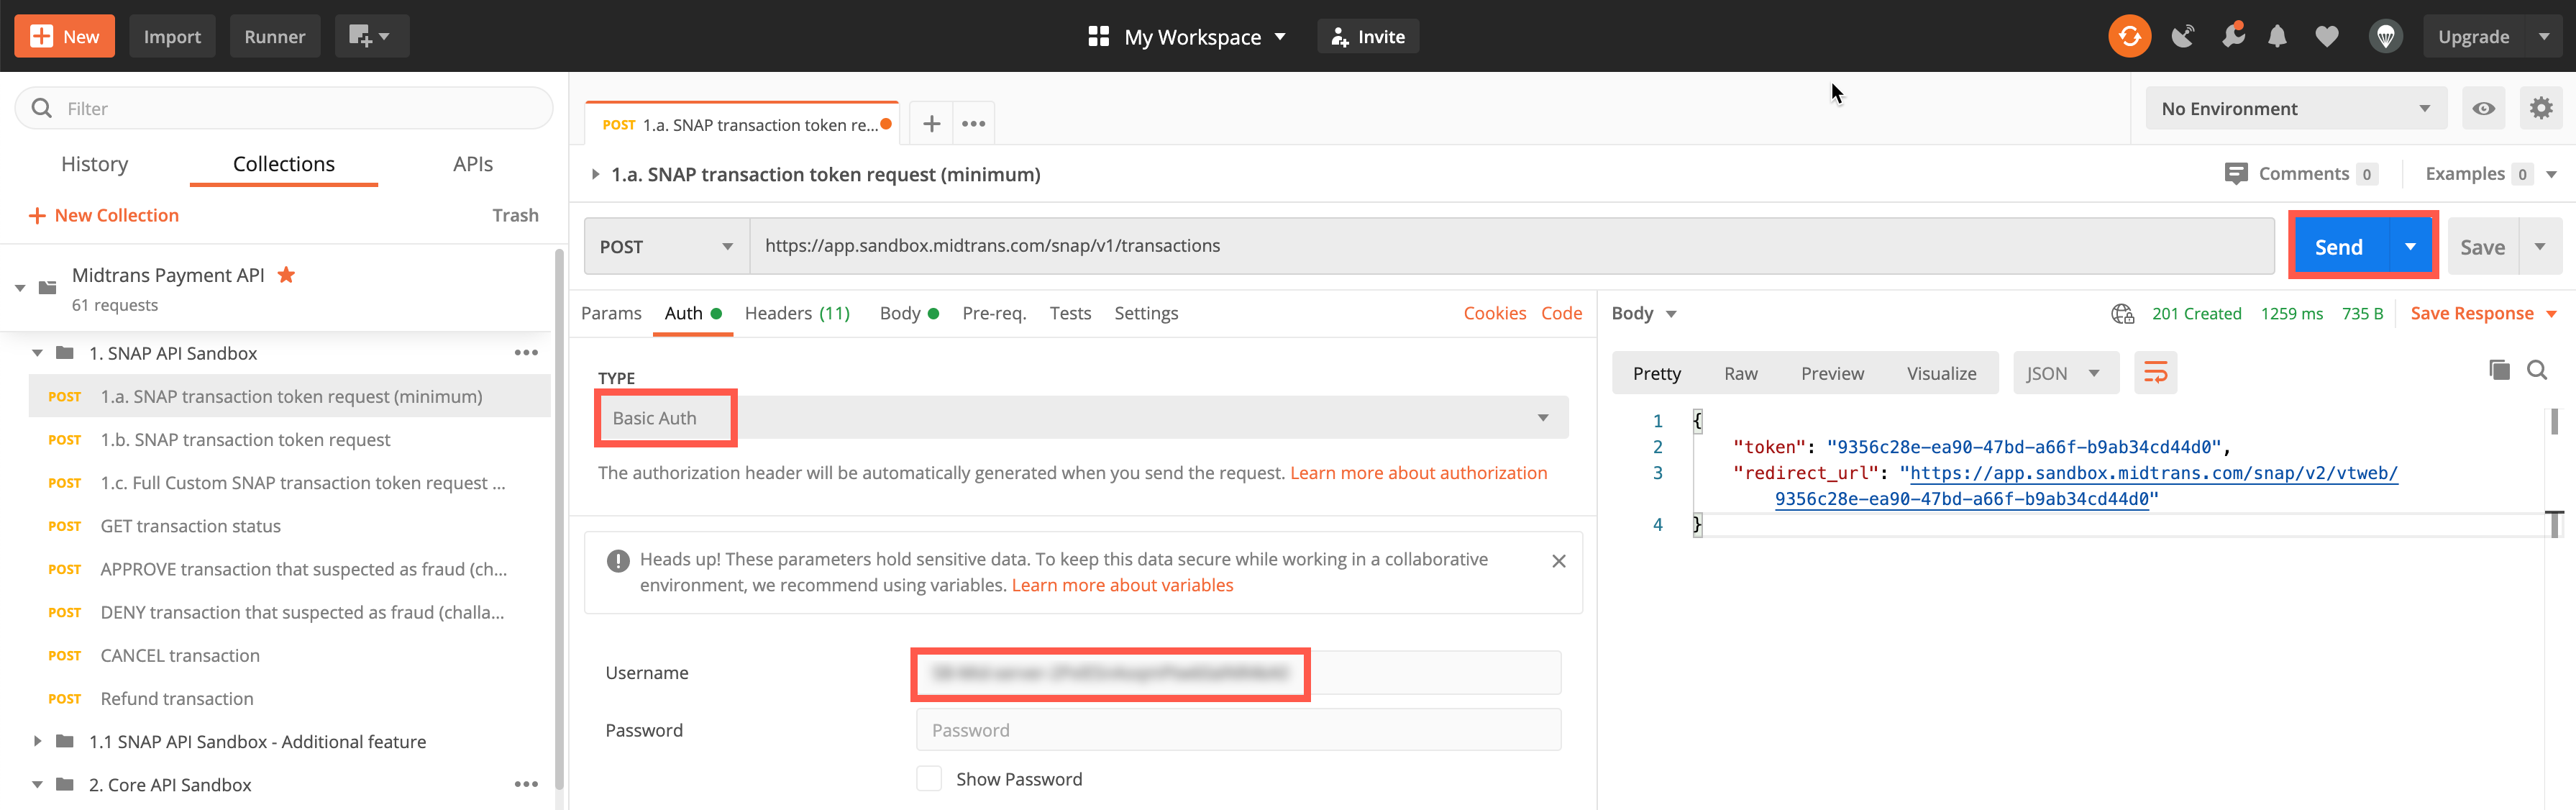 New
Import
Runner
My Workspace
Invite
Upgrade
Filter
History
Collections
APIs
New Collection
Trash
Midtrans Payment API
61 requests
1. SNAP API Sandbox
POST 1.a. SNAP transaction token request (minimum)
POST 1.b. SNAP transaction token request
POST 1.c. Full Custom SNAP transaction token request ...
POST GET transaction status
POST APPROVE transaction that suspected as fraud (ch...
POST DENY transaction that suspected as fraud (challa...
POST CANCEL transaction
POST Refund transaction
1.1 SNAP API Sandbox - Additional feature
2. Core API Sandbox
POST 1.a. SNAP transaction token re...
No Environment
1.a. SNAP transaction token request (minimum)
Comments 0
Examples 0
POST
https://app.sandbox.midtrans.com/snap/v1/transactions
Send
Save
Params
Auth
Headers (11)
Body
Pre-req.
Tests
Settings
Cookies
Code
TYPE
Basic Auth
The authorization header will be automatically generated when you send the request. Learn more about authorization
Heads up! These parameters hold sensitive data. To keep this data secure while working in a collaborative
environment, we recommend using variables. Learn more about variables
Username
Password
Password
Show Password
Body
201 Created
1259 ms
735 B
Save Response
Pretty
Raw
Preview
Visualize
JSON
1 {
2 "token": "9356c28e-ea90-47bd-a66f-b9ab34cd44d0",
3 "redirect_url": "https://app.sandbox.midtrans.com/snap/v2/vtweb/
9356c28e-ea90-47bd-a66f-b9ab34cd44d0"
4 }